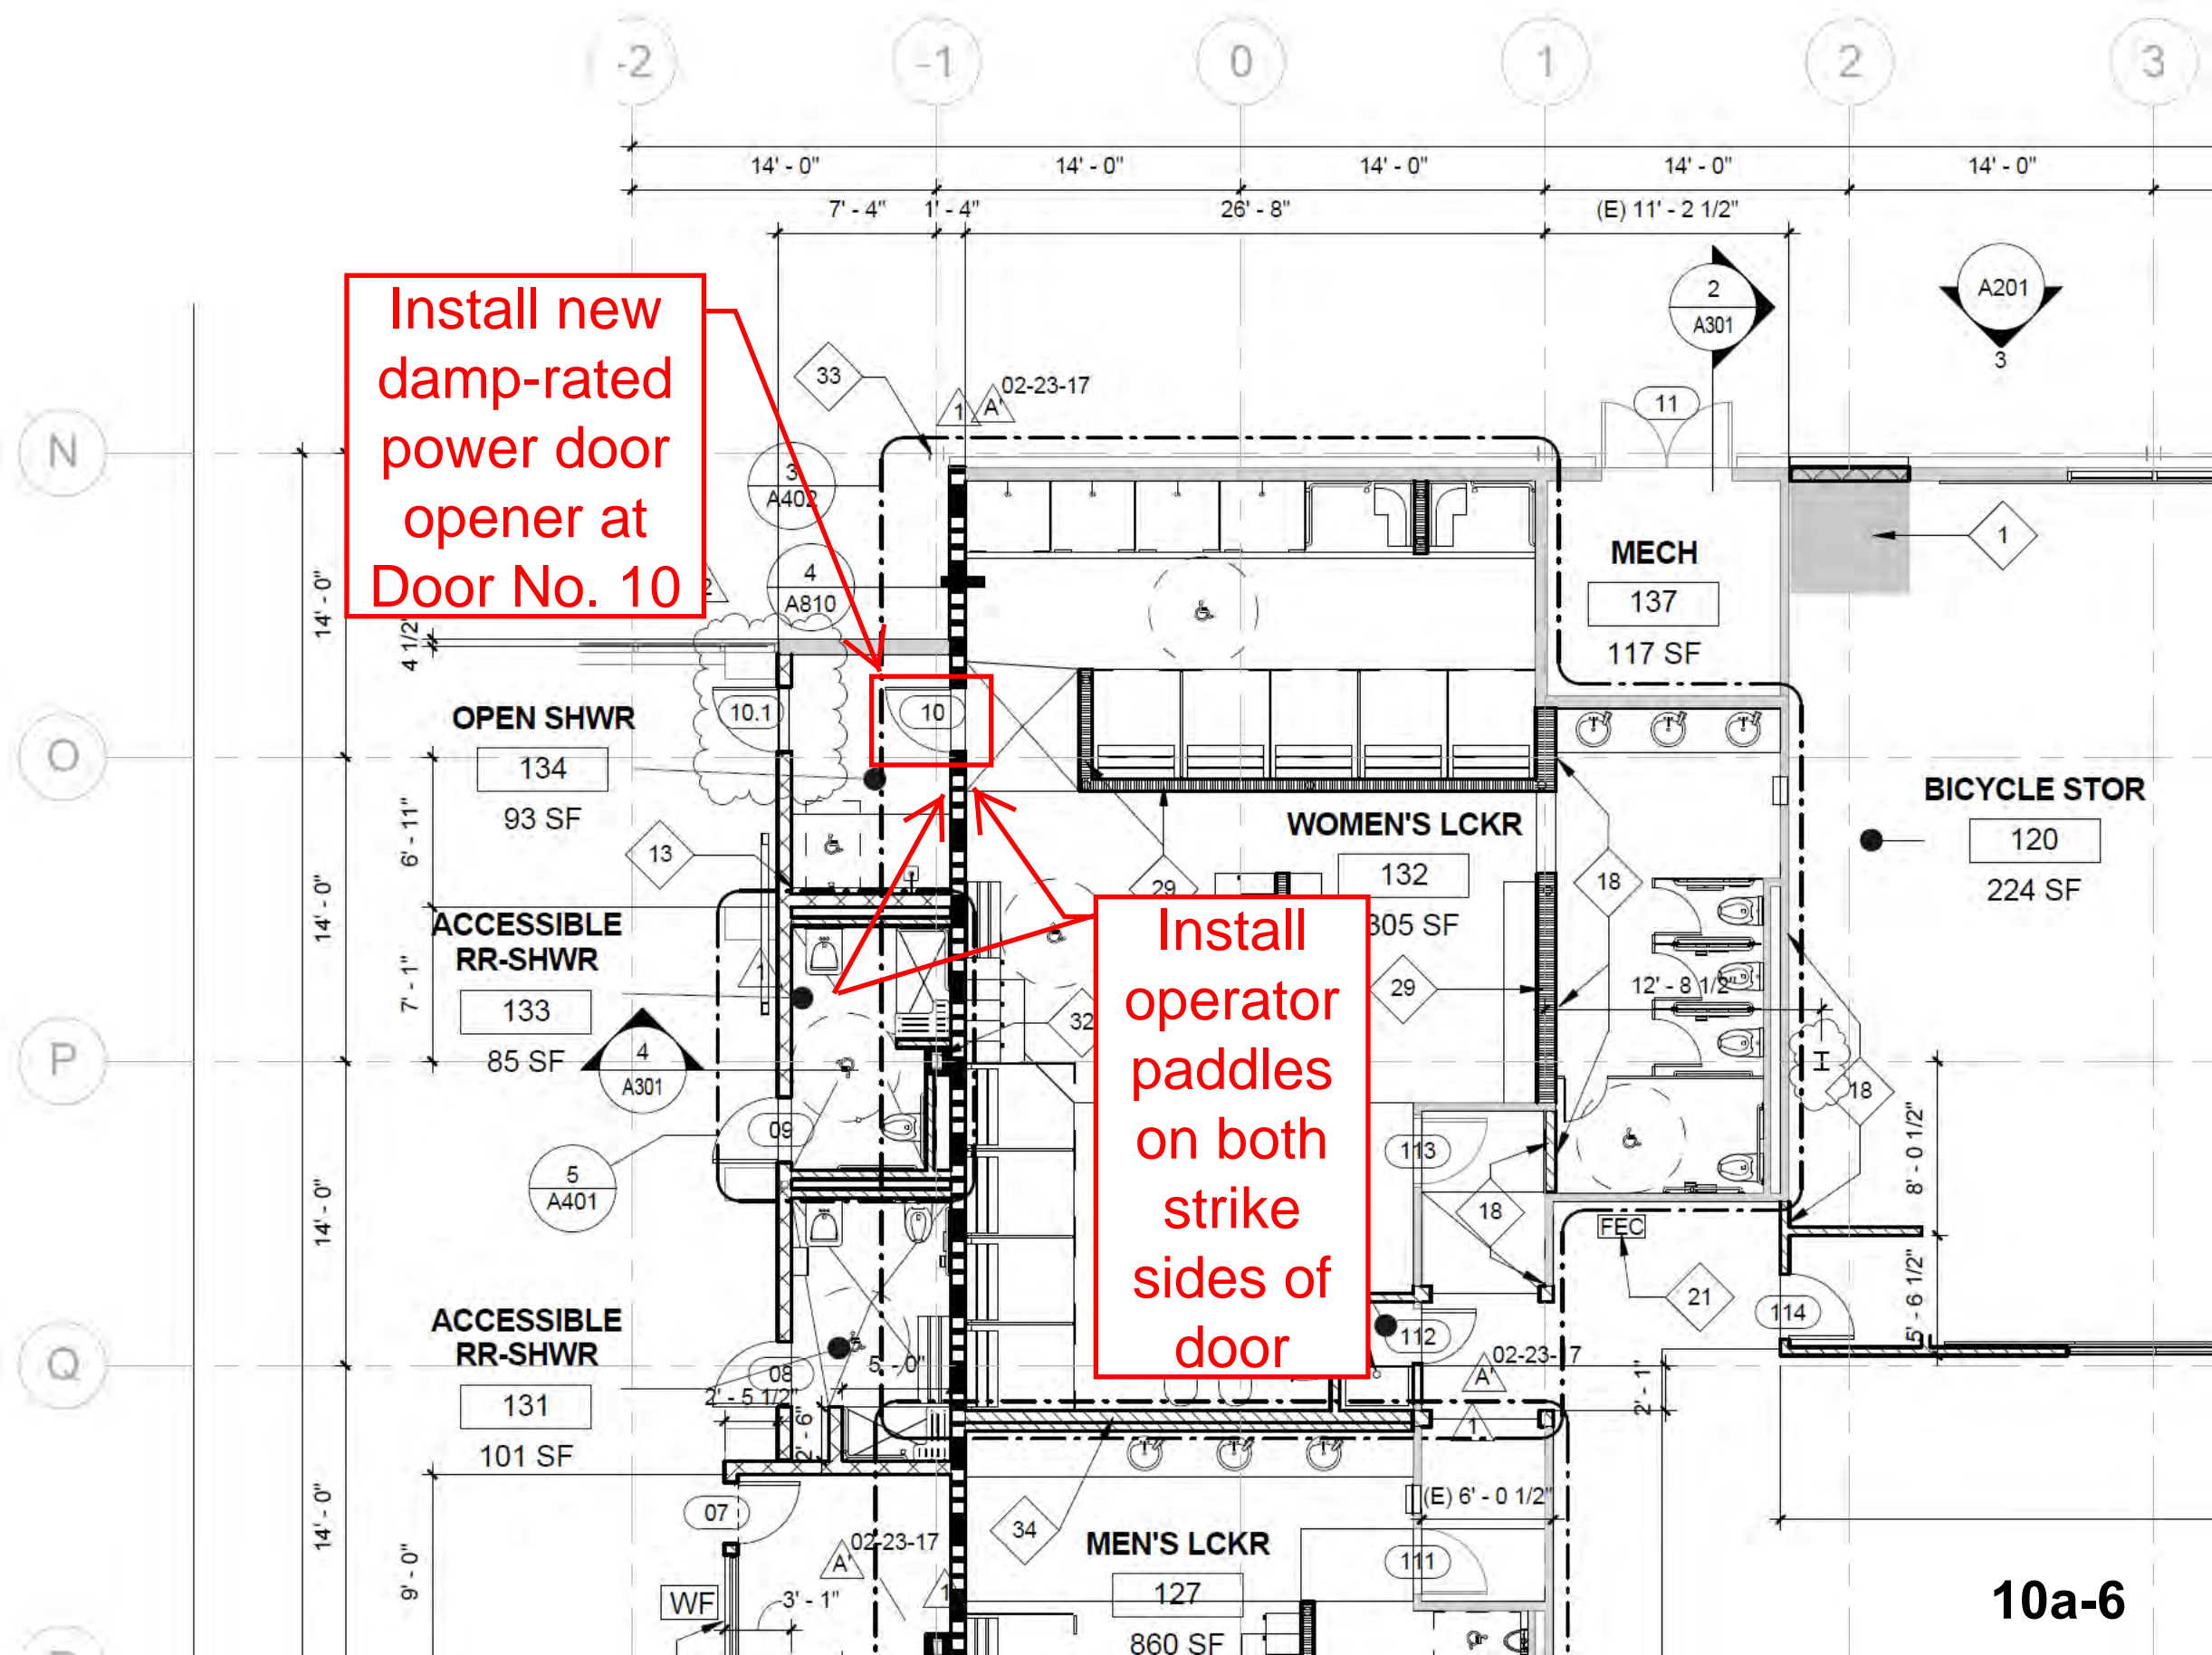 -2
-1
0
1
2
3
14' - 0"
14' - 0"
14' - 0"
14' - 0"
14' - 0"
7' - 4"
1' - 4"
26' - 8"
(E) 11' - 2 1/2"
Install new
damp-rated
power door
opener at
Door No. 10
2
A301
A201
3
33
1
A'
02-23-17
11
N
3
A402
1
MECH
137
117 SF
4
A810
2
14' - 0"
4 1/2"
OPEN SHWR
134
93 SF
10.1
10
O
BICYCLE STOR
120
224 SF
WOMEN'S LCKR
132
305 SF
6' - 11"
13
29
18
14' - 0"
ACCESSIBLE
RR-SHWR
133
85 SF
1
7' - 1"
Install
operator
paddles
on both
strike
sides of
door
29
12' - 8 1/2"
32
P
4
A301
H
18
09
113
8' - 0 1/2"
5
A401
14' - 0"
18
FEC
21
114
5' - 6 1/2"
ACCESSIBLE
RR-SHWR
131
101 SF
Q
08
5' - 0"
2' - 5 1/2"
2' - 6"
112
02-23-17
A'
1
2' - 1"
07
14' - 0"
9' - 0"
34
(E) 6' - 0 1/2"
MEN'S LCKR
127
860 SF
111
02-23-17
A'
1
WF
3' - 1"
10a-6